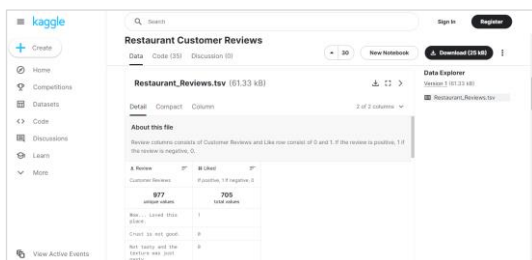 kaggle
Search
Sign In
Register
Create
Home
Competitions
Datasets
Code
Discussions
Learn
More
View Active Events
Restaurant Customer Reviews
Data
Code (35)
Discussion (0)
30
New Notebook
Download (25 kB)
Restaurant_Reviews.tsv (61.33 kB)
Detail
Compact
Column
2 of 2 columns
About this file
Review columns consists of Customer Reviews and Like row consist of 0 and 1. If the review is positive, 1 if
the review is negative, 0.
Review
Liked
Customer Reviews
If positive, 1 if negative, 0
977
unique values
705
total values
Wow... Loved this
place.
1
Crust is not good.
0
Not tasty and the
texture was just
nasty.
0
Data Explorer
Version 1 (61.33 kB)
Restaurant_Reviews.tsv